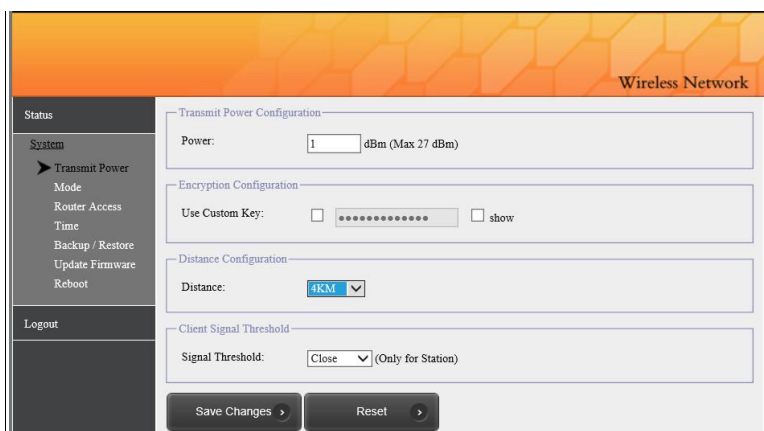 Wireless Network
Status
System
Transmit Power
Mode
Router Access
Time
Backup / Restore
Update Firmware
Reboot
Logout
Transmit Power Configuration
Power: 1 dBm (Max 27 dBm)
Encryption Configuration
Use Custom Key: show
Distance Configuration
Distance: 4KM
Client Signal Threshold
Signal Threshold: Close (Only for Station)
Save Changes Reset